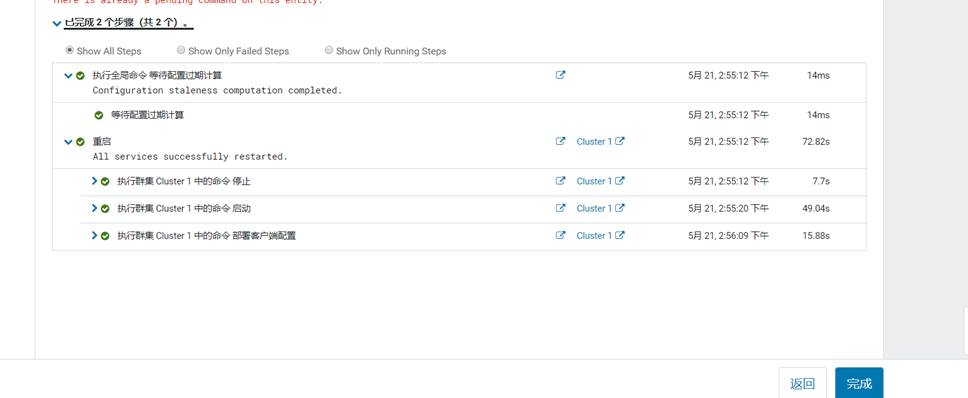 There is already a pending command on this entity.
已完成 2 个步骤（共 2 个）。
Show All Steps Show Only Failed Steps Show Only Running Steps
执行全局命令 等待配置过期计算 5月 21, 2:55:12 下午 14ms
Configuration staleness computation completed.
等待配置过期计算 5月 21, 2:55:12 下午 14ms
重启 Cluster 1 5月 21, 2:55:12 下午 72.82s
All services successfully restarted.
执行群集 Cluster 1 中的命令 停止 Cluster 1 5月 21, 2:55:12 下午 7.7s
执行群集 Cluster 1 中的命令 启动 Cluster 1 5月 21, 2:55:20 下午 49.04s
执行群集 Cluster 1 中的命令 部署客户端配置 Cluster 1 5月 21, 2:56:09 下午 15.88s
返回 完成